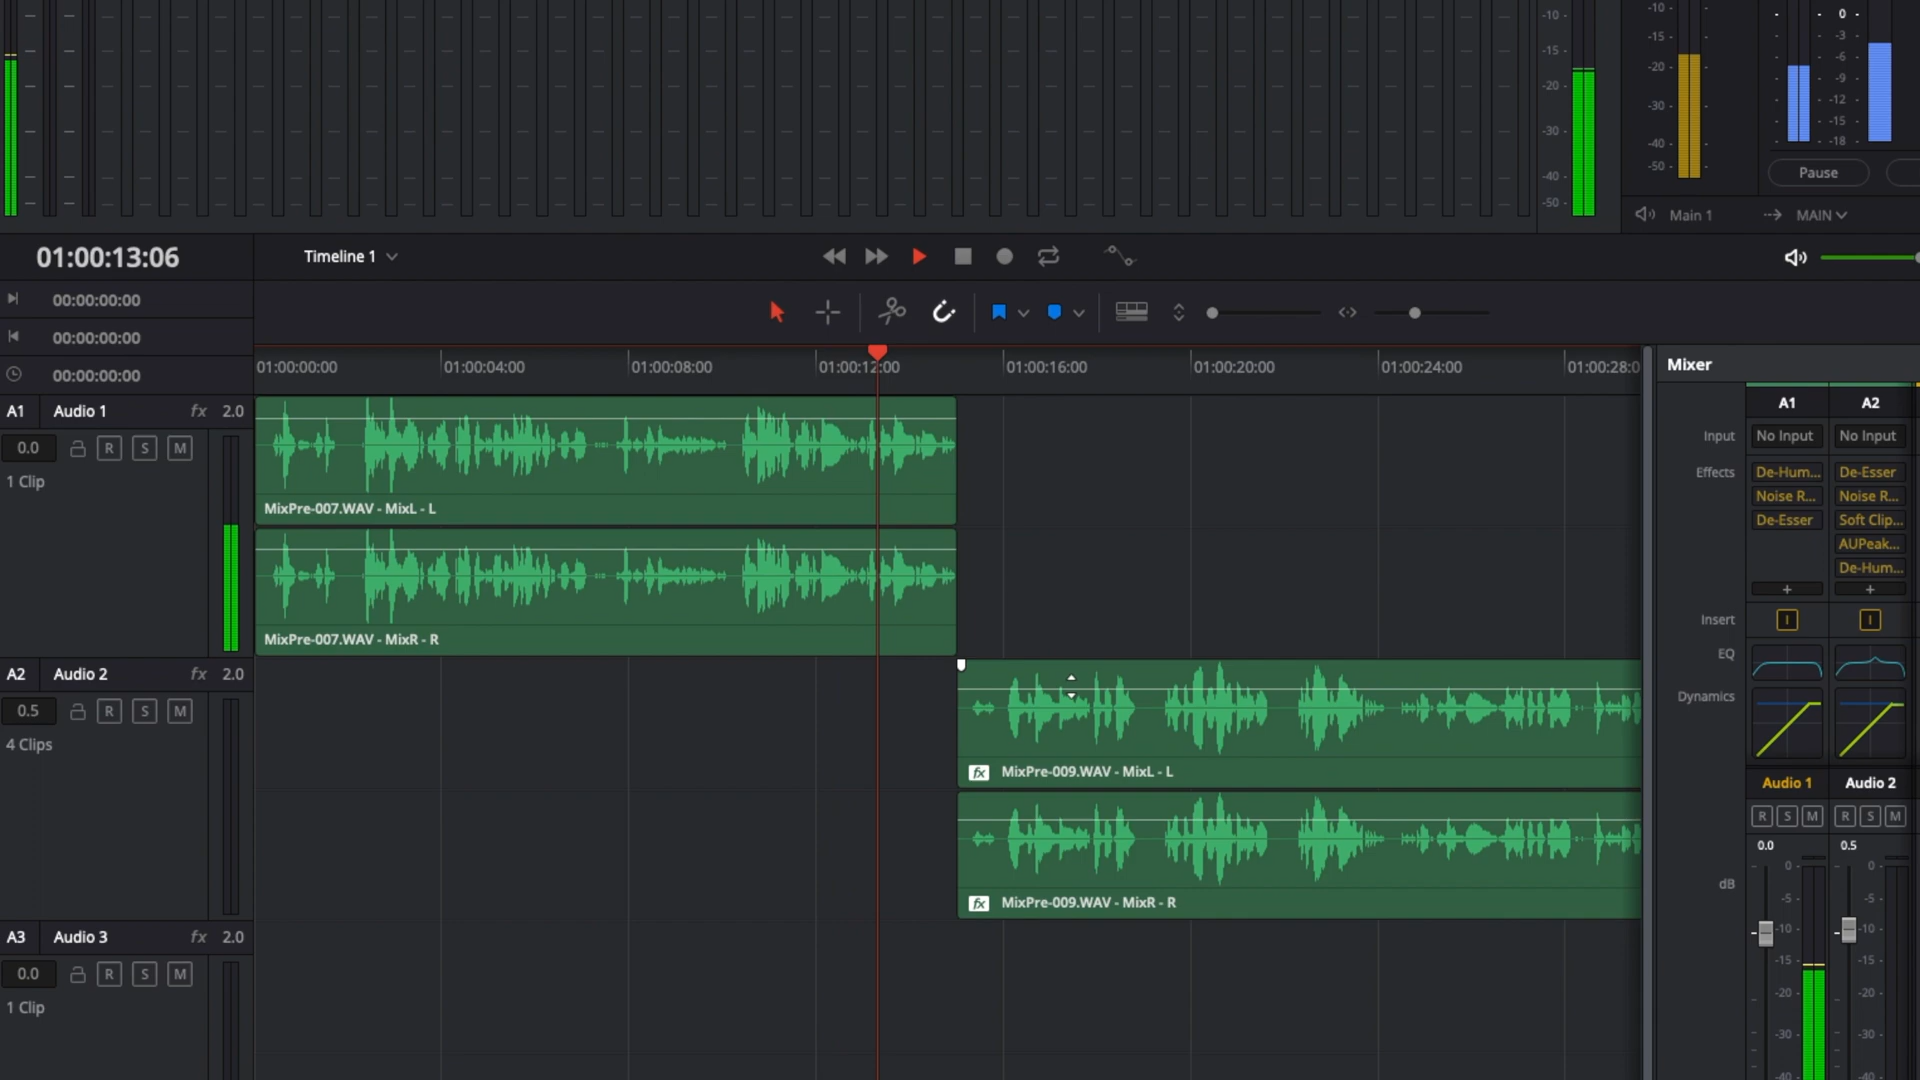 -10
-15
-20
-30
-40
-50
-10
-15
-20
-30
-40
-50
0
-3
-6
-9
-12
-15
-18
Pause
Main 1
MAIN
01:00:13:06
Timeline 1
00:00:00:00
00:00:00:00
00:00:00:00
01:00:00:00
01:00:04:00
01:00:08:00
01:00:12:00
01:00:16:00
01:00:20:00
01:00:24:00
01:00:28:0
Mixer
A1 Audio 1 fx 2.0
0.0 R S M
1 Clip
MixPre-007.WAV - MixL - L
MixPre-007.WAV - MixR - R
A2 Audio 2 fx 2.0
0.5 R S M
4 Clips
fx MixPre-009.WAV - MixL - L
fx MixPre-009.WAV - MixR - R
A3 Audio 3 fx 2.0
0.0 R S M
1 Clip
A1 A2
Input No Input No Input
Effects De-Hum... De-Esser
Noise R... Noise R...
De-Esser Soft Clip...
AUPeak...
De-Hum...
+ +
Insert I I
EQ
Dynamics
Audio 1 Audio 2
R S M R S M
0.0 0.5
dB
0 0
-5 -5
-10 -10
-15 -15
-20 -20
-30 -30
-40 -40